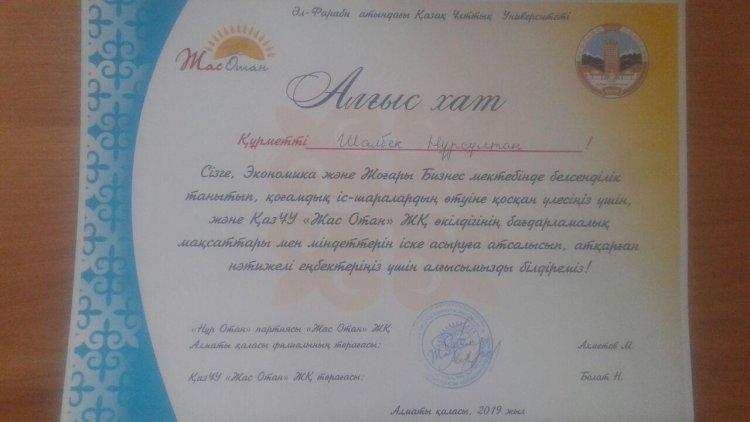 Әл-Фараби атындағы Қазақ Ұлттық Университеті
Жас Отан
Алғыс хат
Құрметті Шалбек Нұрсұлтан !
Сізге, Экономика және Жоғары Бизнес мектебінде белсенділік
танытып, қоғамдық іс-шаралардың өтуіне қосқан үлесіңіз үшін,
және ҚазҰУ «Жас Отан» ЖҚ өкілдігінің бағдарламалық
мақсаттары мен міндеттерін іске асыруға атсалысып, атқарған
нәтижелі еңбектеріңіз үшін алғысымызды білдіреміз!
«Нұр Отан» партиясы «Жас Отан» ЖҚ
Алматы қаласы филиалының төрағасы: Ахметов М.
ҚазҰУ «Жас Отан» ЖҚ төрағасы: Болат Н.
Алматы қаласы, 2019 жыл